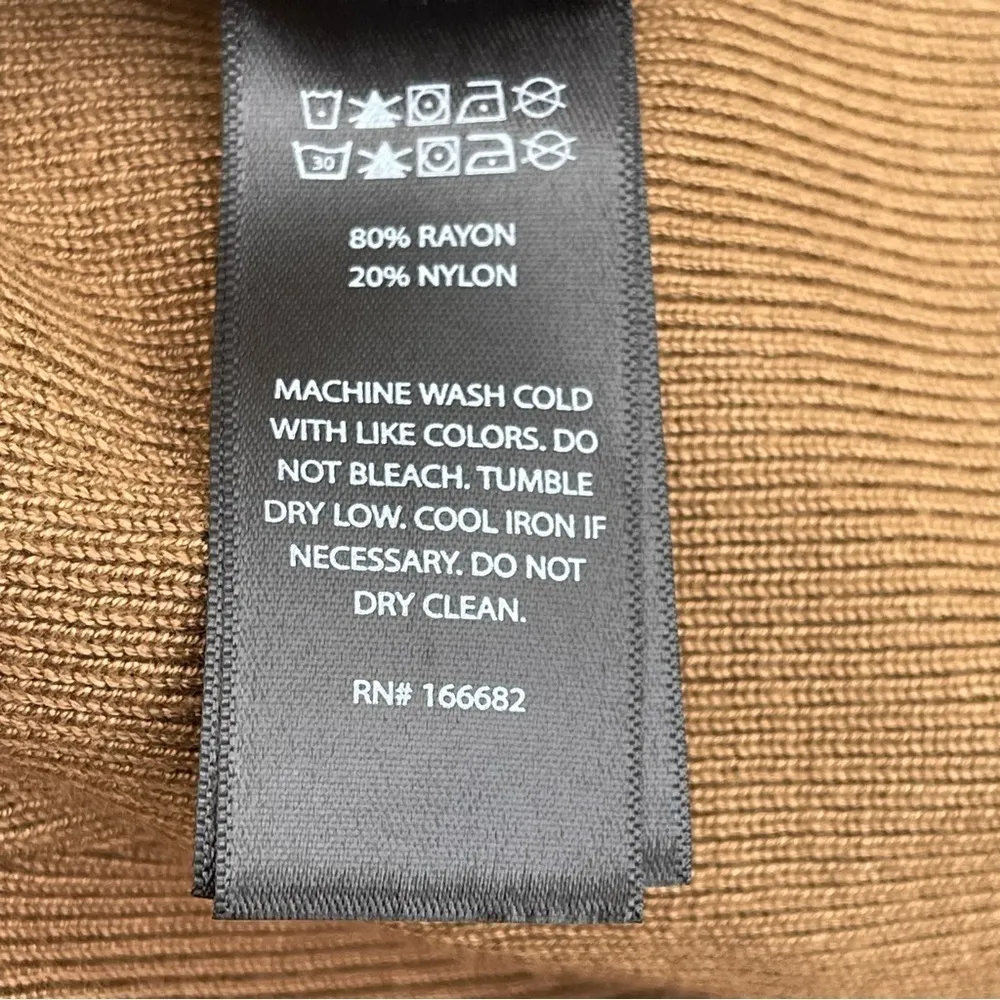 30
80% RAYON
20% NYLON
MACHINE WASH COLD
WITH LIKE COLORS. DO
NOT BLEACH. TUMBLE
DRY LOW. COOL IRON IF
NECESSARY. DO NOT
DRY CLEAN.
RN# 166682